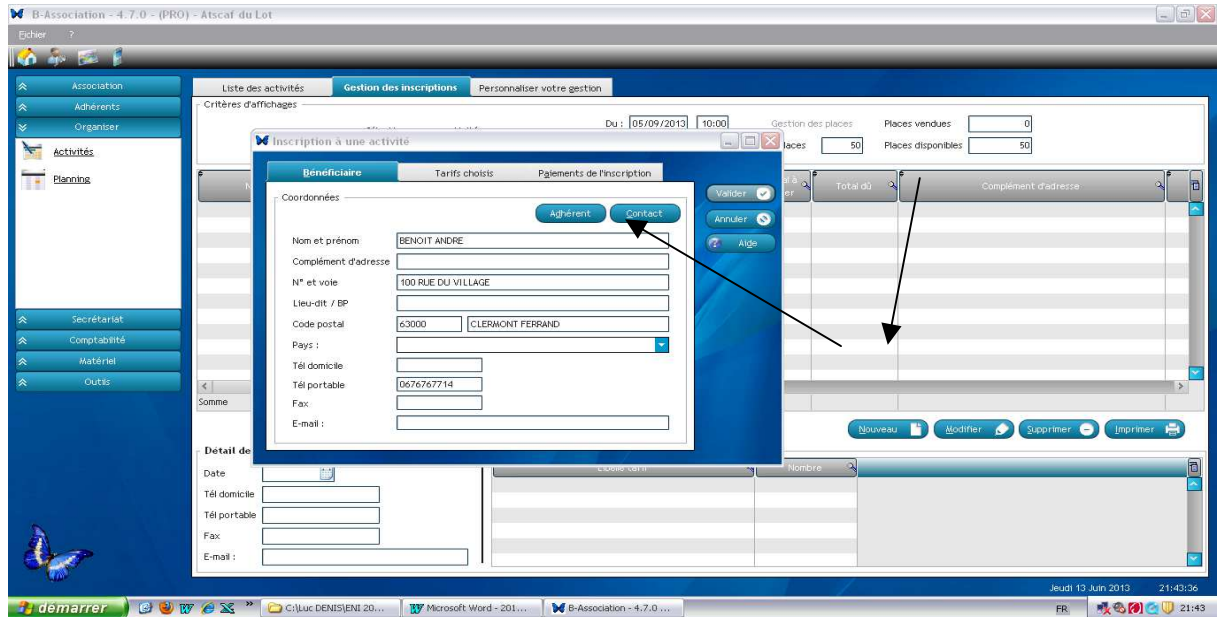 B-Association - 4.7.0 - (PRO) - Atscaf du Lot
Fichier ?
Association
Adhérents
Organiser
Activités
Planning
Secrétariat
Comptabilité
Matériel
Outils
Liste des activités Gestion des inscriptions Personnaliser votre gestion
Critères d'affichages
Du : 05/09/2013 10:00 Gestion des places Places vendues 0
50 Places disponibles 50
Total dû Complément d'adresse
Inscription à une activité
Bénéficiaire Tarifs choisis Paiements de l'inscription
Coordonnées
Adhérent Contact
Valider
Annuler
Aide
Nom et prénom BENOIT ANDRE
Complément d'adresse
N° et voie 100 RUE DU VILLAGE
Lieu-dit / BP
Code postal 63000 CLERMONT FERRAND
Pays :
Tél domicile
Tél portable 0676767714
Fax
E-mail :
Somme
Nouveau Modifier Supprimer Imprimer
Détail de
Date
Tél domicile
Tél portable
Fax
E-mail :
Libellé tarif Nombre
Jeudi 13 Juin 2013 21:43:36
démarrer C:\Luc DENIS\ENI 20... Microsoft Word - 201... B-Association - 4.7.0 ... FR 21:43